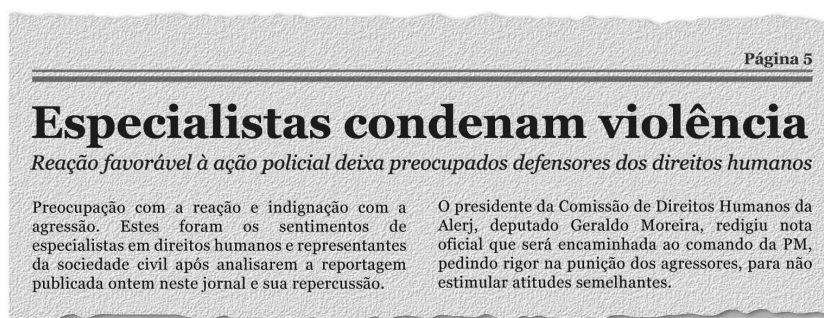 Página 5
Especialistas condenam violência
Reação favorável à ação policial deixa preocupados defensores dos direitos humanos
Preocupação com a reação e indignação com a
agressão. Estes foram os sentimentos de
especialistas em direitos humanos e representantes
da sociedade civil após analisarem a reportagem
publicada ontem neste jornal e sua repercussão.
O presidente da Comissão de Direitos Humanos da
Alerj, deputado Geraldo Moreira, redigiu nota
oficial que será encaminhada ao comando da PM,
pedindo rigor na punição dos agressores, para não
estimular atitudes semelhantes.